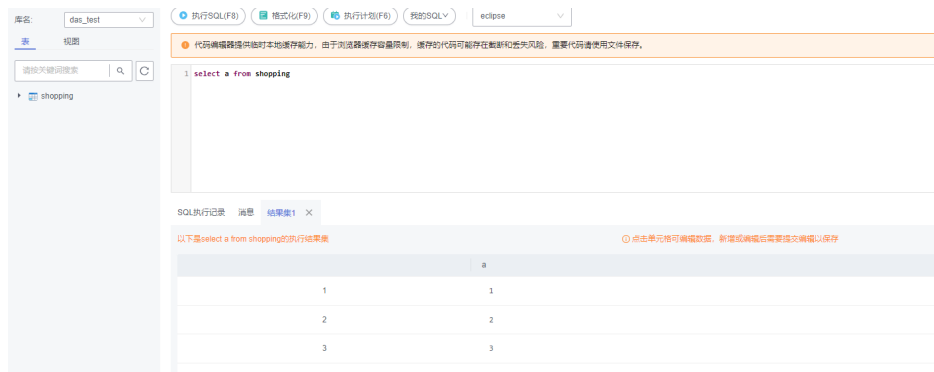 库名: das_test
执行SQL(F8) 格式化(F9) 执行计划(F6) 我的SQL eclipse
表 视图
代码编辑器提供临时本地缓存能力，由于浏览器缓存容量限制，缓存的代码可能存在截断和丢失风险，重要代码请使用文件保存。
请按关键词搜索
1 select a from shopping
shopping
SQL执行记录 消息 结果集1
以下是select a from shopping的执行结果集
点击单元格可编辑数据，新增或编辑后需要提交编辑以保存
a
1 1
2 2
3 3